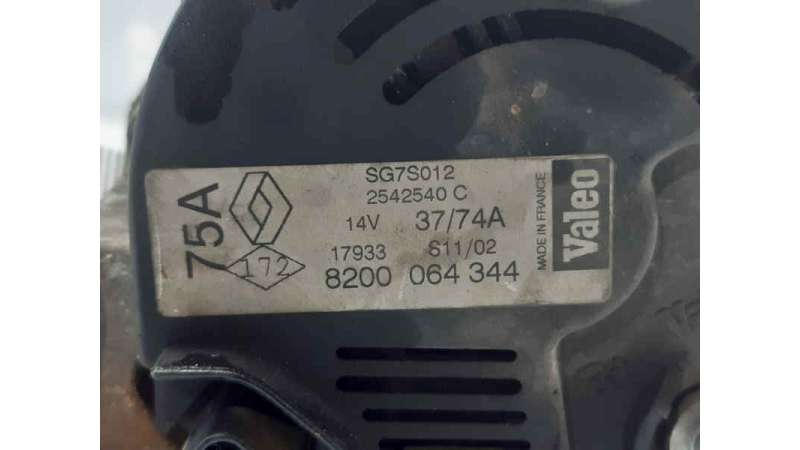 75A
172
SG7S012
2542540 C
14V 37/74A
17933 S11/02
8200 064 344
MADE IN FRANCE
Valeo